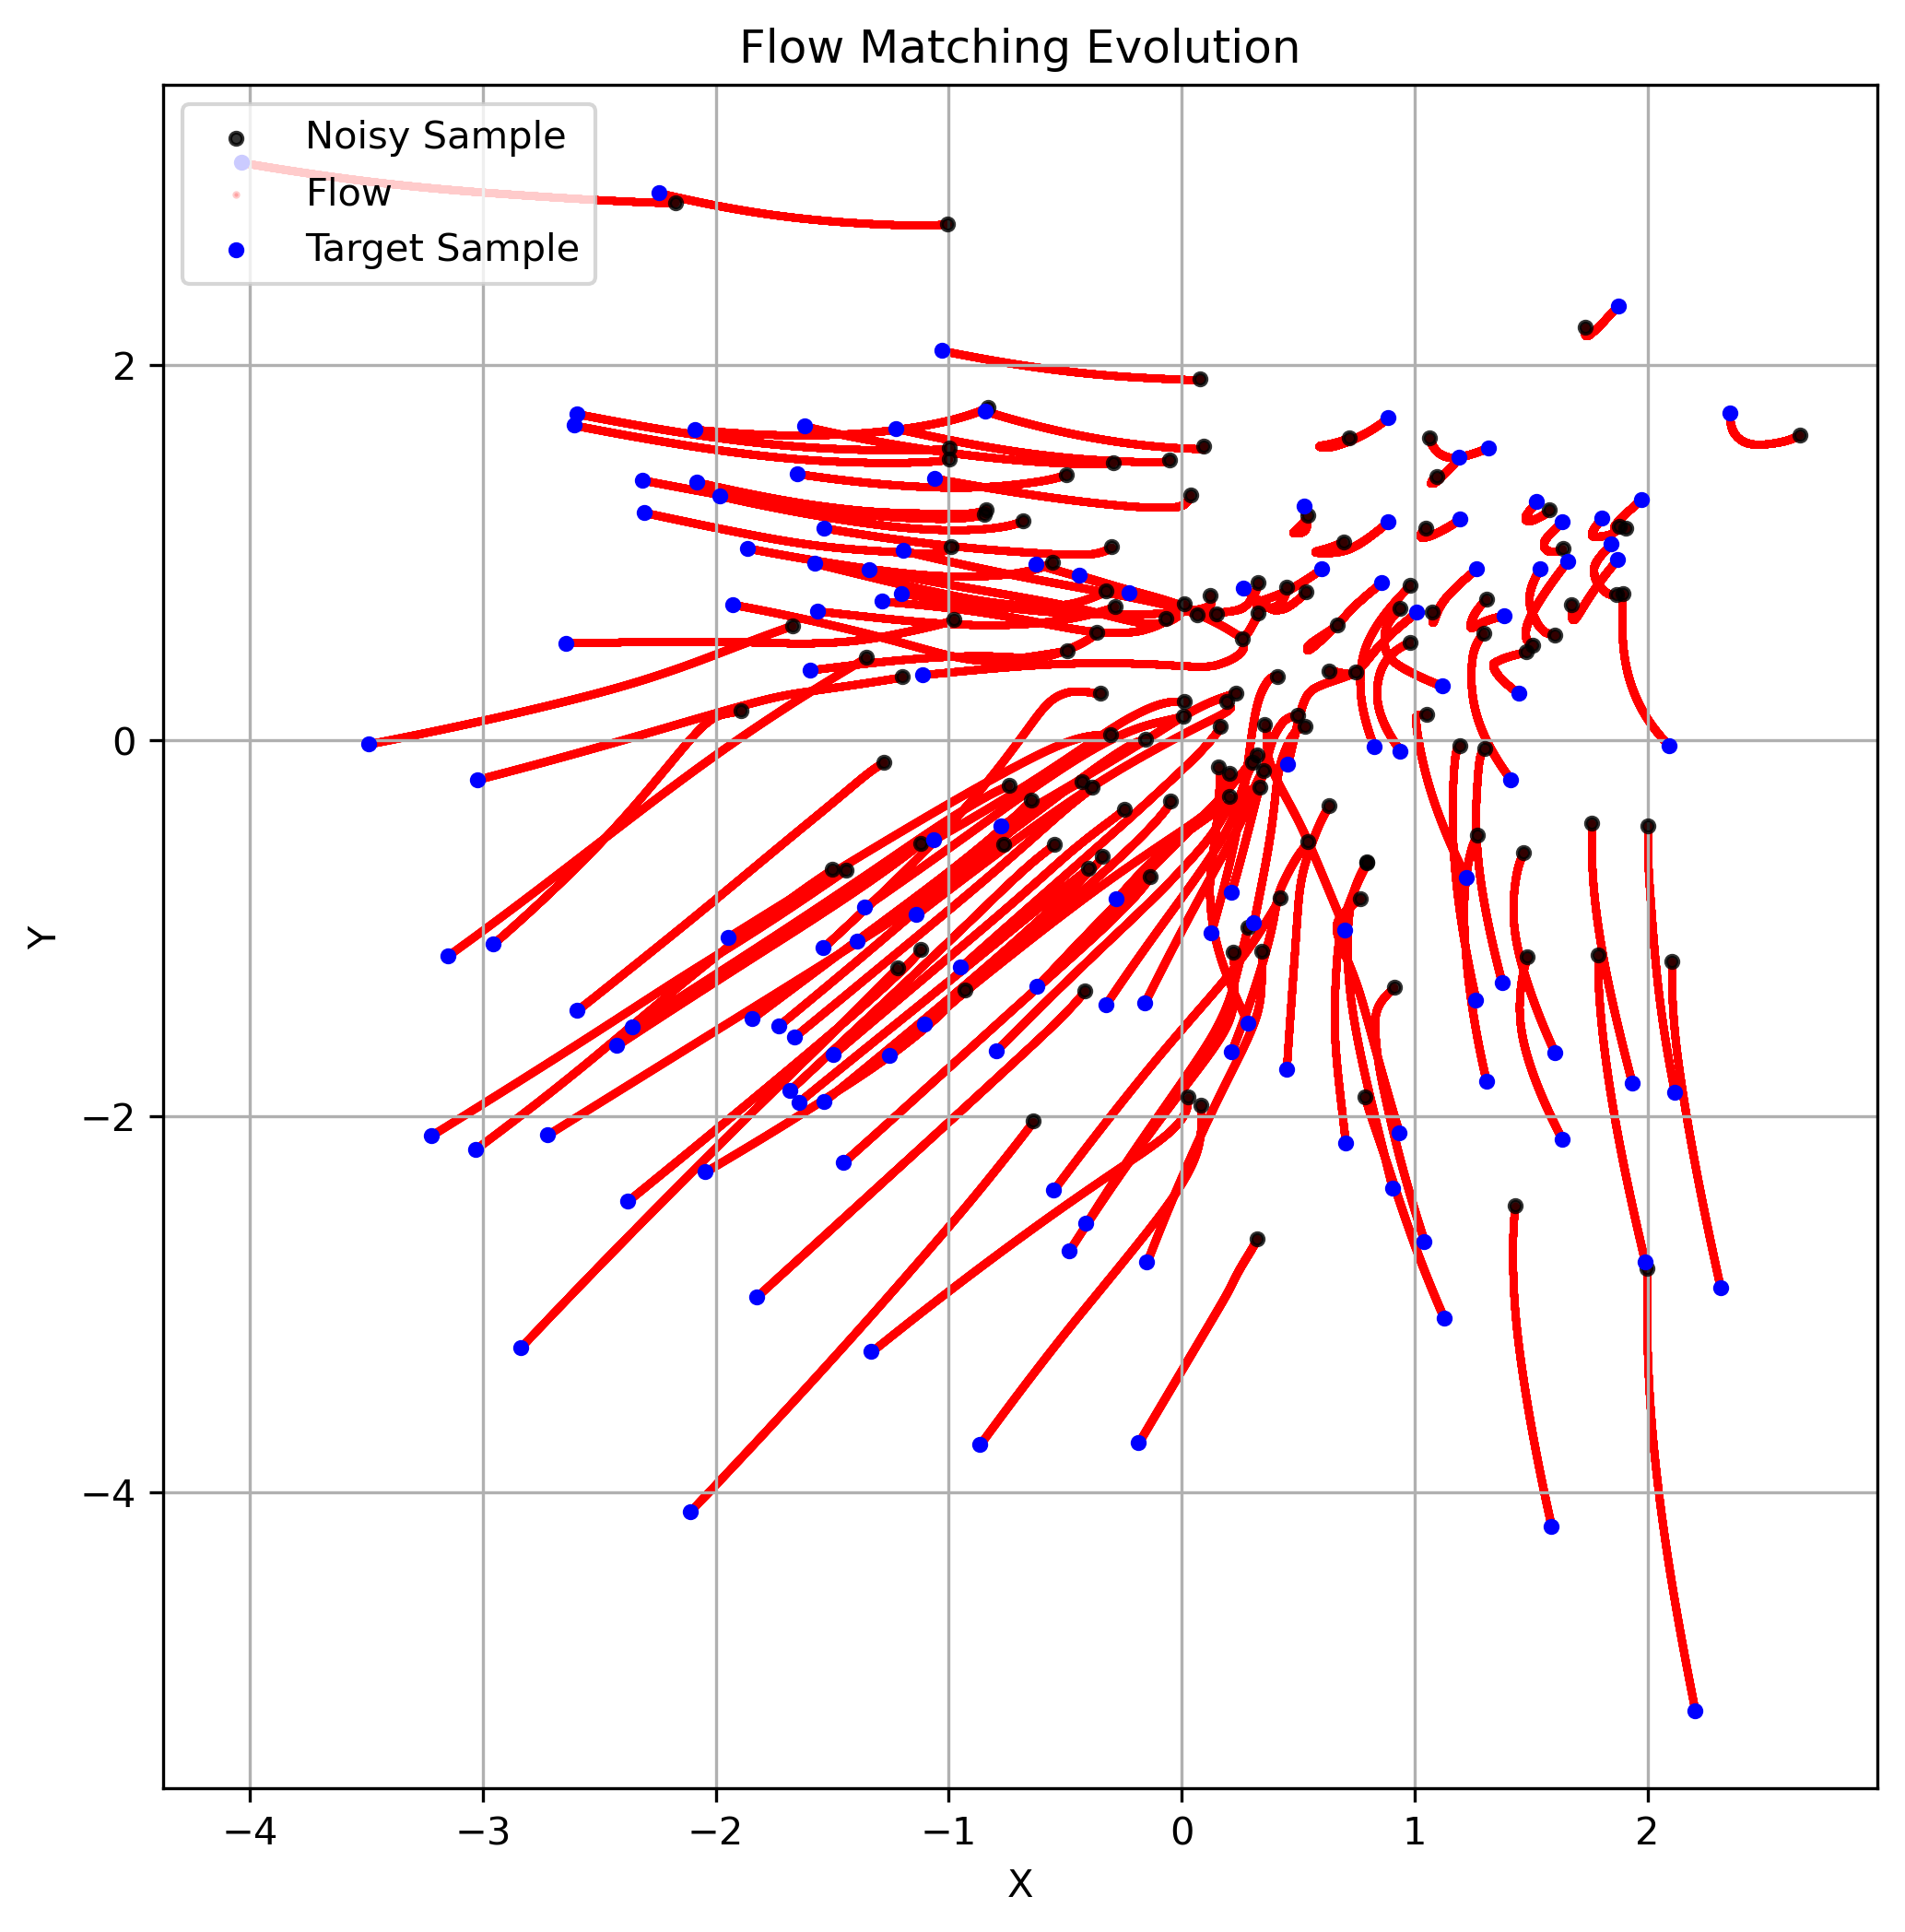 Flow Matching Evolution
Noisy Sample
Flow
Target Sample
2
0
−2
−4
Y
−4 −3 −2 −1 0 1 2
X